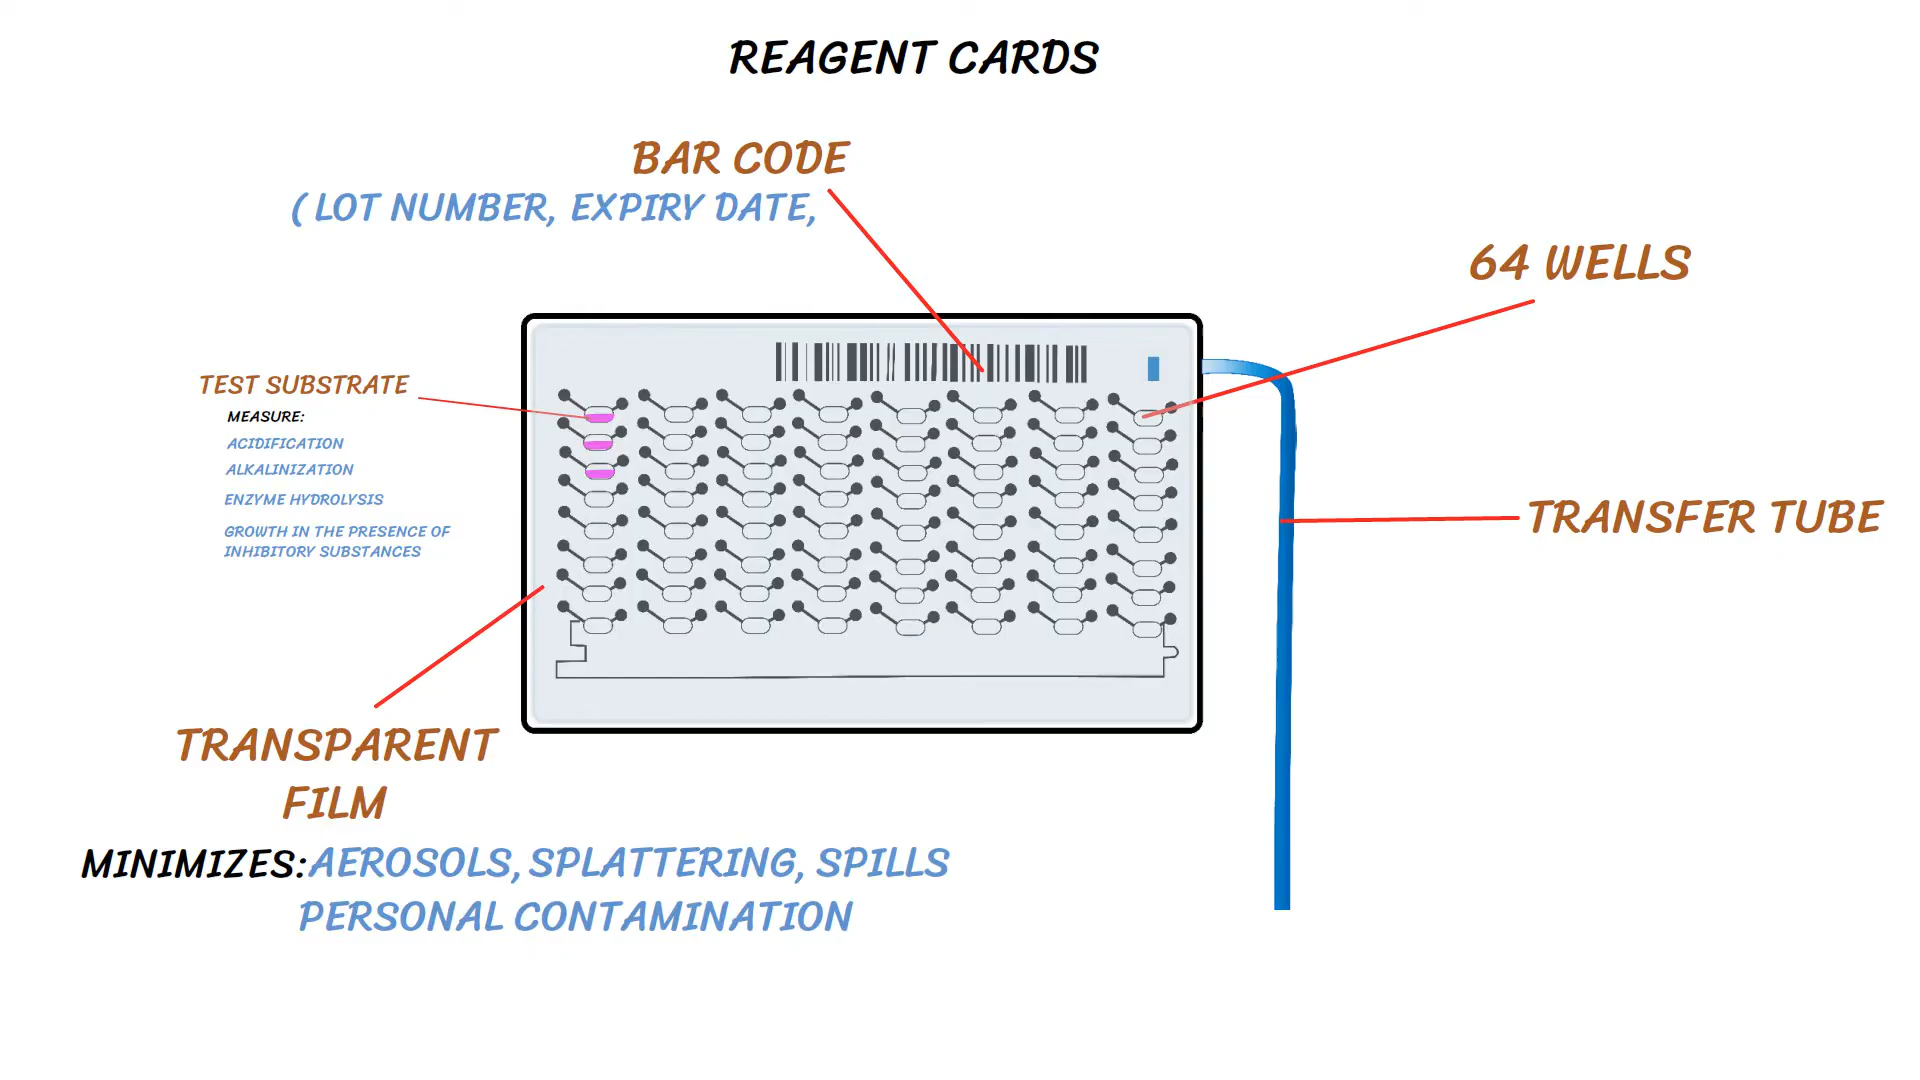 REAGENT CARDS
BAR CODE
( LOT NUMBER, EXPIRY DATE,
64 WELLS
TEST SUBSTRATE
MEASURE:
ACIDIFICATION
ALKALINIZATION
ENZYME HYDROLYSIS
GROWTH IN THE PRESENCE OF
INHIBITORY SUBSTANCES
TRANSFER TUBE
TRANSPARENT
FILM
MINIMIZES: AEROSOLS, SPLATTERING, SPILLS
PERSONAL CONTAMINATION